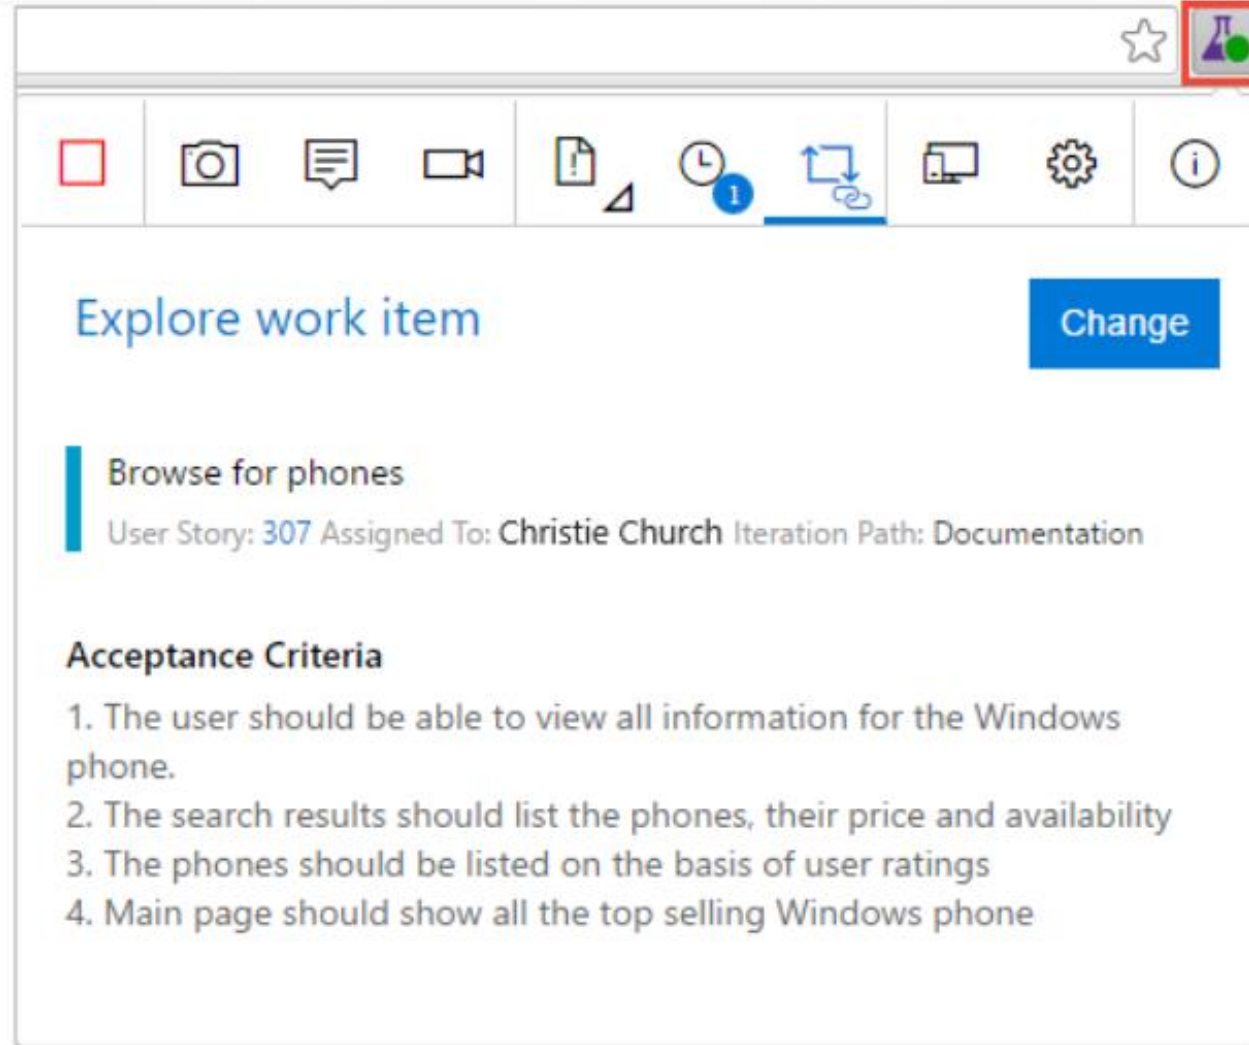 1
Explore work item
Change
Browse for phones
User Story: 307 Assigned To: Christie Church Iteration Path: Documentation
Acceptance Criteria
1. The user should be able to view all information for the Windows
phone.
2. The search results should list the phones, their price and availability
3. The phones should be listed on the basis of user ratings
4. Main page should show all the top selling Windows phone